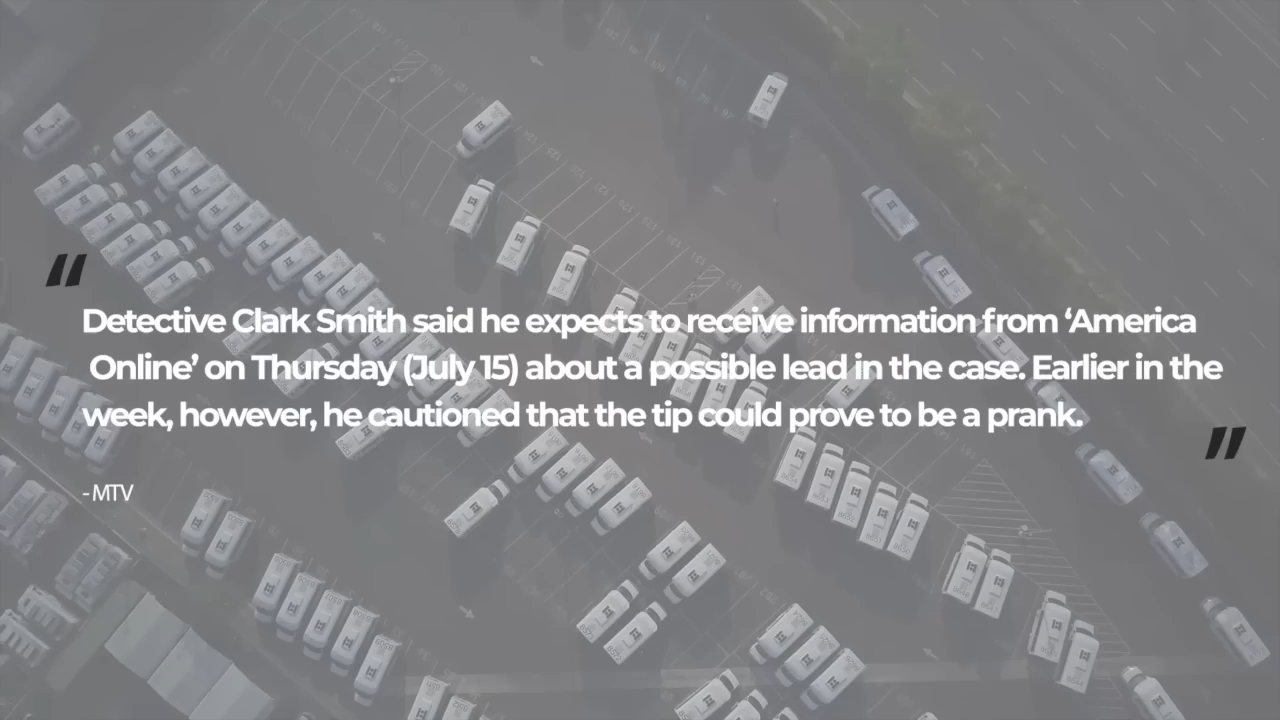 "
Detective Clark Smith said he expects to receive information from ‘America
Online’ on Thursday (July 15) about a possible lead in the case. Earlier in the
week, however, he cautioned that the tip could prove to be a prank.
"
- MTV